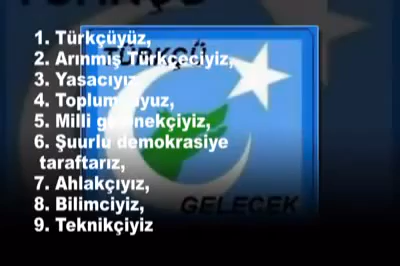 1. Türkçüyüz,
2. Arınmış Türkçeciyiz,
3. Yasacıyız,
4.
5. Milli
6. Şuurlu demokrasiye
taraftarız,
7. Ahlakçıyız,
8. Bilimciyiz,
9. Teknikçiyiz
TÜRKÇÜ
GELECEK